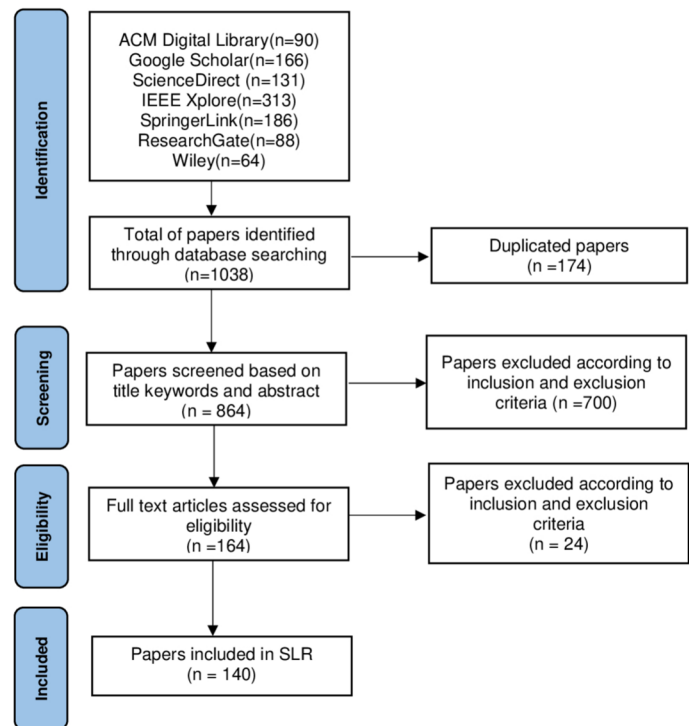 Identification
ACM Digital Library(n=90)
Google Scholar(n=166)
ScienceDirect (n=131)
IEEE Xplore(n=313)
SpringerLink(n=186)
ResearchGate(n=88)
Wiley(n=64)
Total of papers identified
through database searching
(n=1038)
Duplicated papers
(n =174)
Screening
Papers screened based on
title keywords and abstract
(n = 864)
Papers excluded according to
inclusion and exclusion
criteria (n =700)
Eligibility
Full text articles assessed for
eligibility
(n =164)
Papers excluded according to
inclusion and exclusion
criteria
(n = 24)
Included
Papers included in SLR
(n = 140)